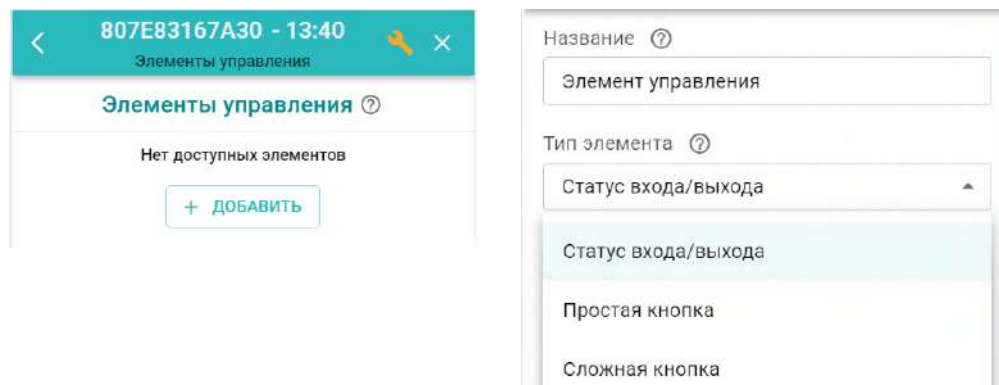 807E83167A30 - 13:40
Элементы управления
Элементы управления
Нет доступных элементов
+ ДОБАВИТЬ
Название
Элемент управления
Тип элемента
Статус входа/выхода
Статус входа/выхода
Простая кнопка
Сложная кнопка